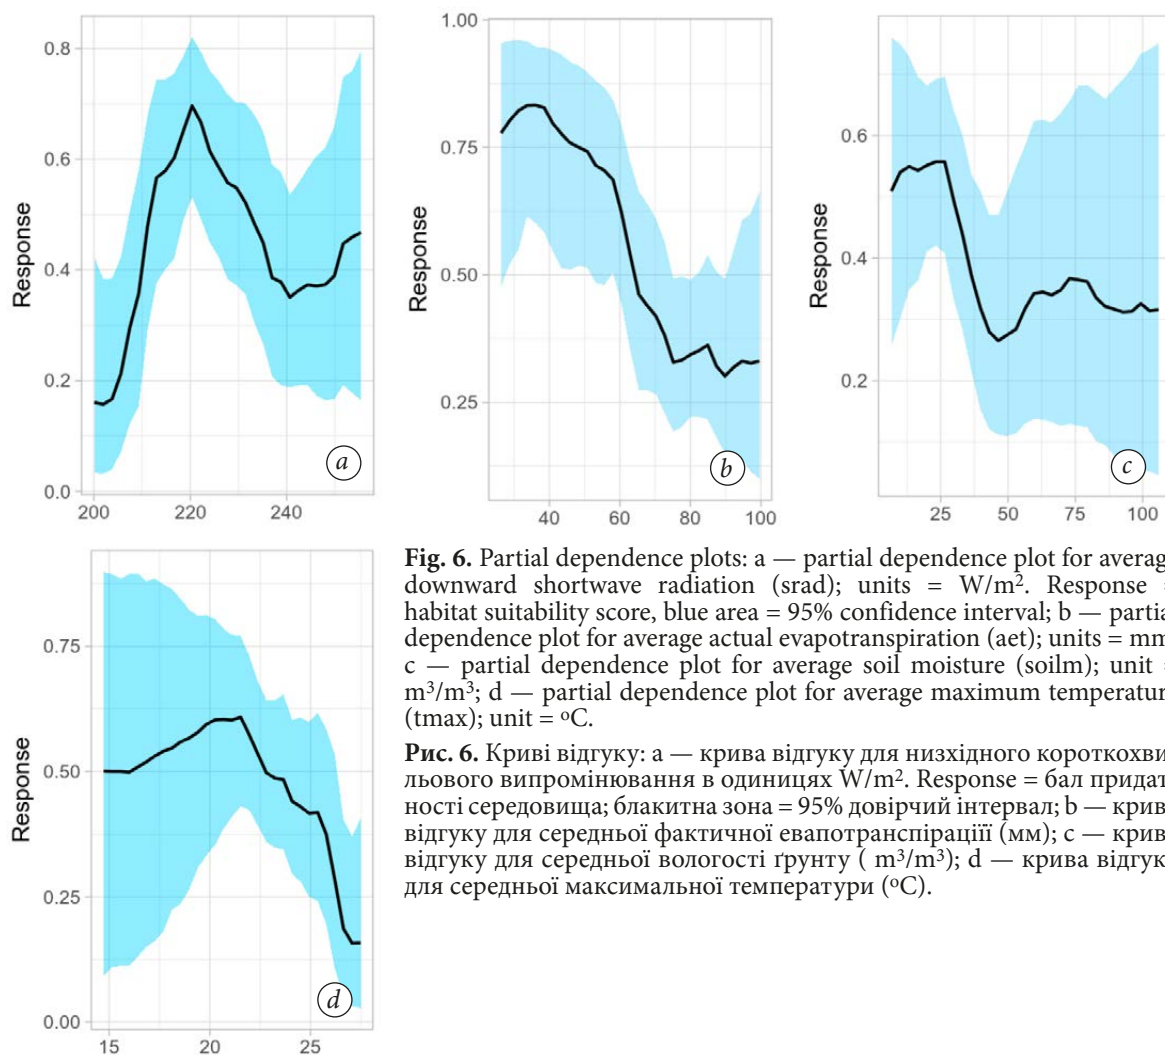 0.8
0.6
0.4
0.2
0.0
Response
200
220
240
a
1.00
0.75
0.50
0.25
Response
40
60
80
100
b
0.6
0.4
0.2
Response
25
50
75
100
c
0.75
0.50
0.25
0.00
Response
15
20
25
d
Fig. 6. Partial dependence plots: a — partial dependence plot for averag
downward shortwave radiation (srad); units = W/m². Response =
habitat suitability score, blue area = 95% confidence interval; b — partia
dependence plot for average actual evapotranspiration (aet); units = mm
c — partial dependence plot for average soil moisture (soilm); unit =
m³/m³; d — partial dependence plot for average maximum temperatur
(tmax); unit = ºC.
Рис. 6. Криві відгуку: a — крива відгуку для низхідного короткохви
льового випромінювання в одиницях W/m². Response = бал придат
ності середовища; блакитна зона = 95% довірчий інтервал; b — крив
відгуку для середньої фактичної евапотранспіраціїї (мм); c — крив
відгуку для середньої вологості ґрунту ( m³/m³); d — крива відгук
для середньої максимальної температури (ºC).